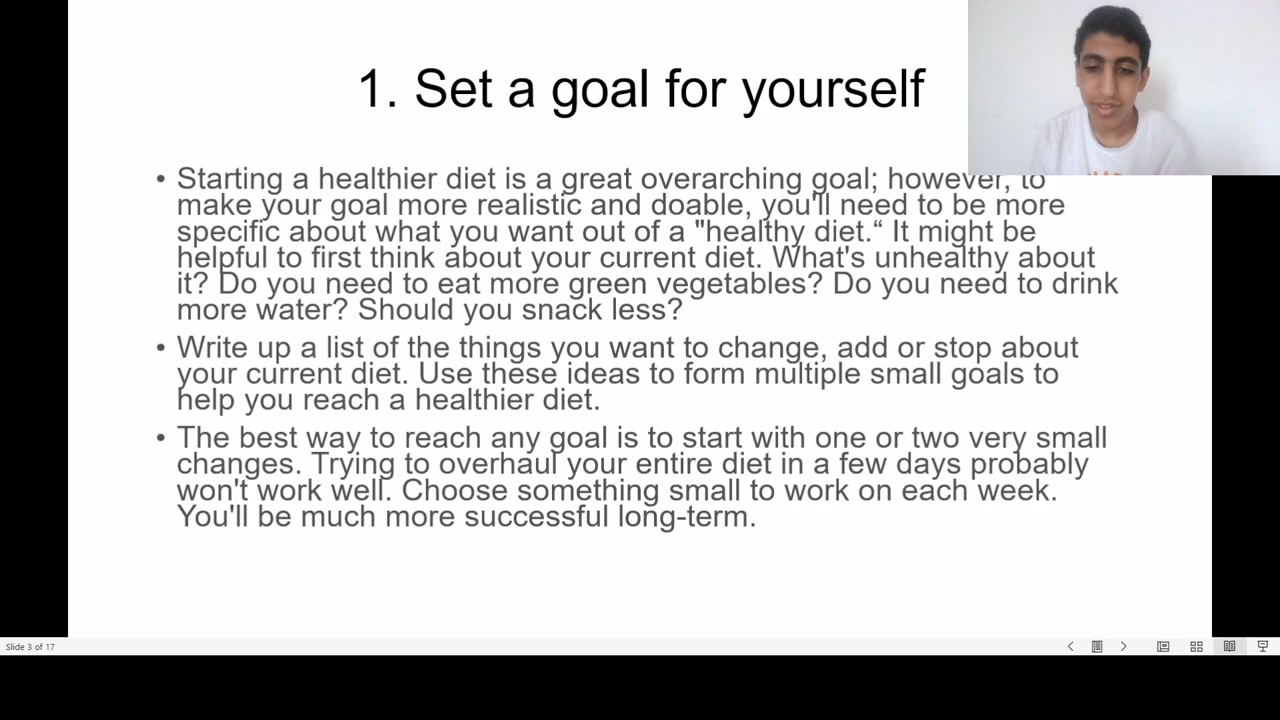 1. Set a goal for yourself
• Starting a healthier diet is a great overarching goal; however, to
make your goal more realistic and doable, you'll need to be more
specific about what you want out of a "healthy diet.“ It might be
helpful to first think about your current diet. What's unhealthy about
it? Do you need to eat more green vegetables? Do you need to drink
more water? Should you snack less?
• Write up a list of the things you want to change, add or stop about
your current diet. Use these ideas to form multiple small goals to
help you reach a healthier diet.
• The best way to reach any goal is to start with one or two very small
changes. Trying to overhaul your entire diet in a few days probably
won't work well. Choose something small to work on each week.
You'll be much more successful long-term.
Slide 3 of 17